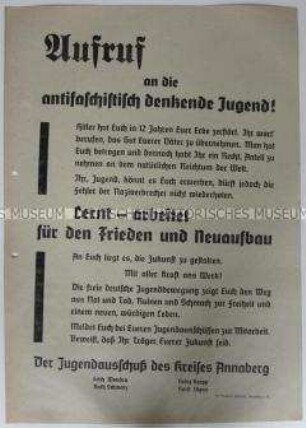 Aufruf
an die
antifaschistisch denkende Jugend!
Hitler hat Euch in 12 Jahren Euer Erbe zerstört. Ihr wart
berufen, das Gut Euerer Väter zu übernehmen. Man hat
Euch betrogen und dennoch habt Ihr ein Recht, Anteil zu
nehmen an dem natürlichen Reichtum der Welt.
Ihr, Jugend, könnt es Euch erwerben, dürft jedoch die
Fehler der Naziverbrecher nicht wiederholen.
Lernt – arbeitet
für den Frieden und Neuaufbau
An Euch liegt es, die Zukunft zu gestalten.
Mit aller Kraft ans Werk!
Die freie deutsche Jugendbewegung zeigt Euch den Weg
aus Not und Tod, Ruinen und Schmach zur Freiheit und
einem neuen, würdigen Leben.
Meldet Euch bei Eueren Jugendausschüssen zur Mitarbeit.
Beweist, daß Ihr Träger Euerer Zukunft seid.
Der Jugendausschuß des Kreises Annaberg